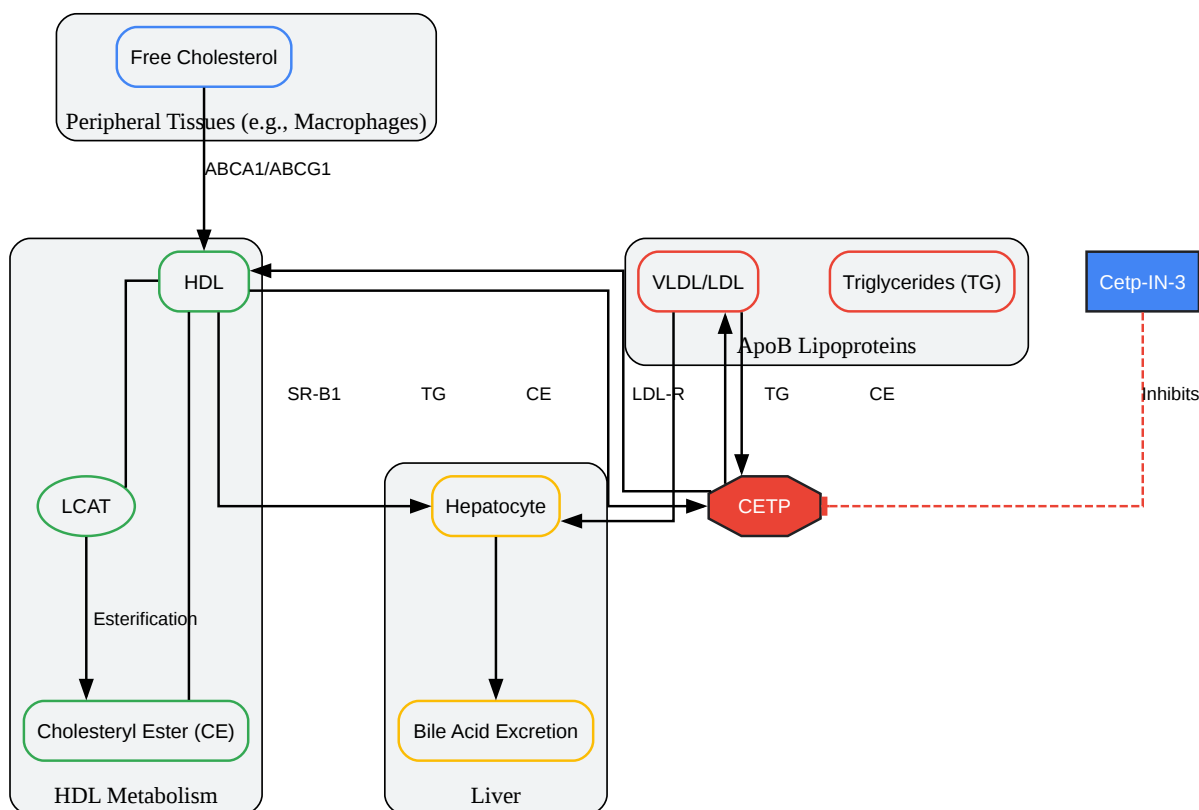 Free Cholesterol
Peripheral Tissues (e.g., Macrophages)
ABCA1/ABCG1
HDL
VLDL/LDL
Triglycerides (TG)
Cetp-IN-3
ApoB Lipoproteins
SR-B1
TG
CE
LDL-R
TG
CE
Inhibits
LCAT
Hepatocyte
CETP
Esterification
Cholesteryl Ester (CE)
Bile Acid Excretion
HDL Metabolism
Liver